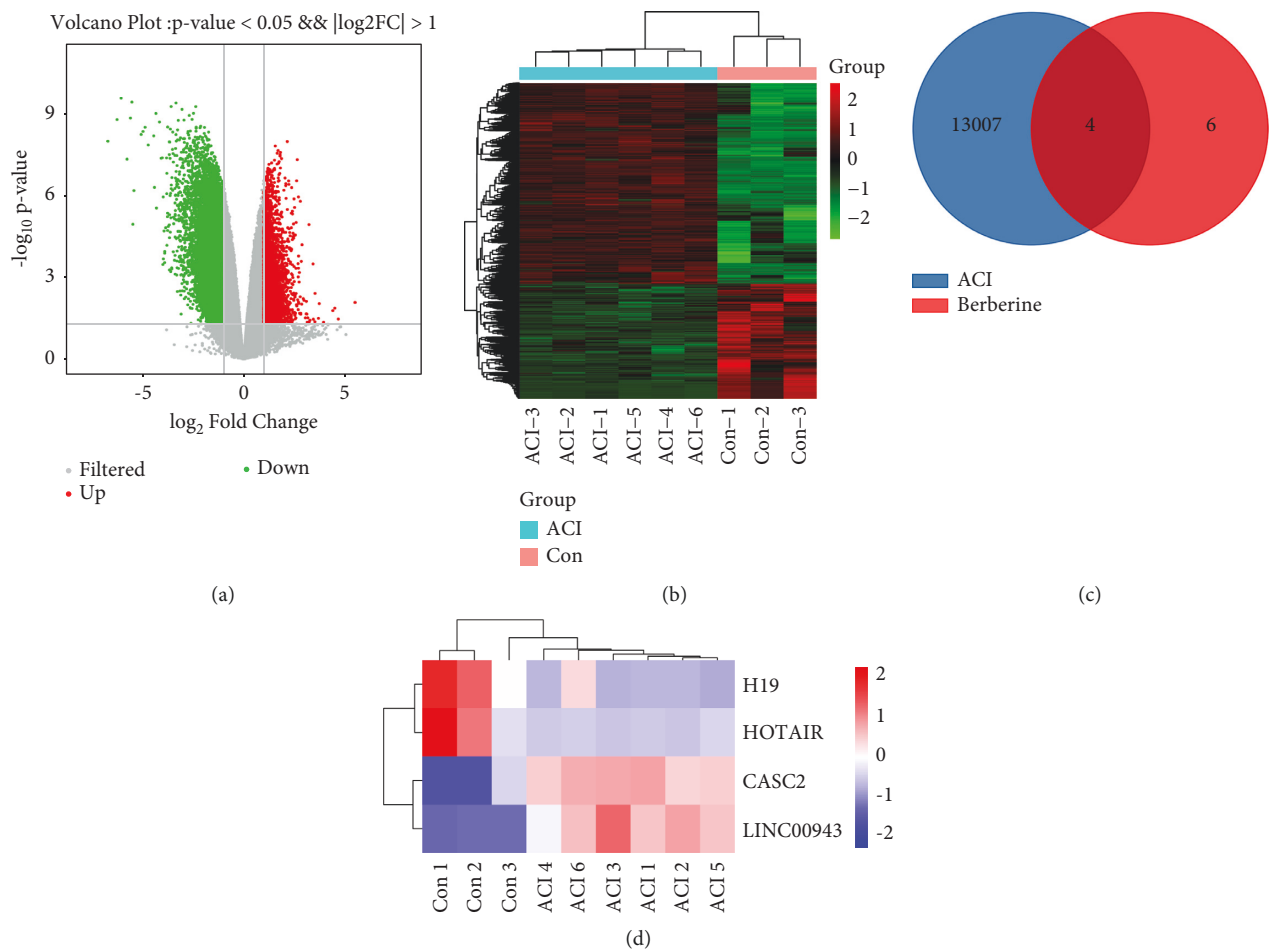 Volcano Plot :p-value < 0.05 && |log2FC| > 1
9
6
3
0
-log10 p-value
-5
0
5
log2 Fold Change
Filtered
Down
Up
(a)
Group
2
1
0
−1
−2
ACI−3
ACI−2
ACI−1
ACI−5
ACI−4
ACI−6
Con−1
Con−2
Con−3
Group
ACI
Con
(b)
13007
4
6
ACI
Berberine
(c)
H19
HOTAIR
CASC2
LINC00943
2
1
0
-1
-2
Con 1
Con 2
Con 3
ACI 4
ACI 6
ACI 3
ACI 1
ACI 2
ACI 5
(d)